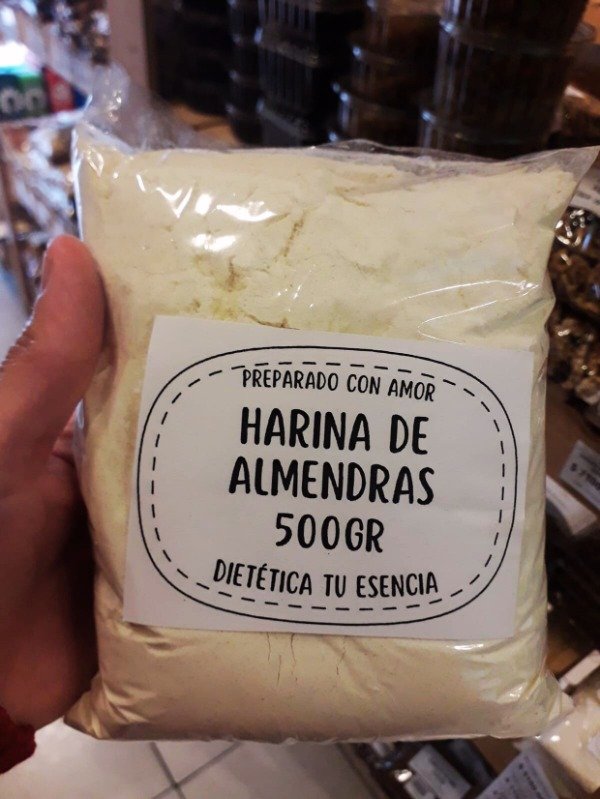 PREPARADO CON AMOR
HARINA DE
ALMENDRAS
500GR
DIETÉTICA TU ESENCIA